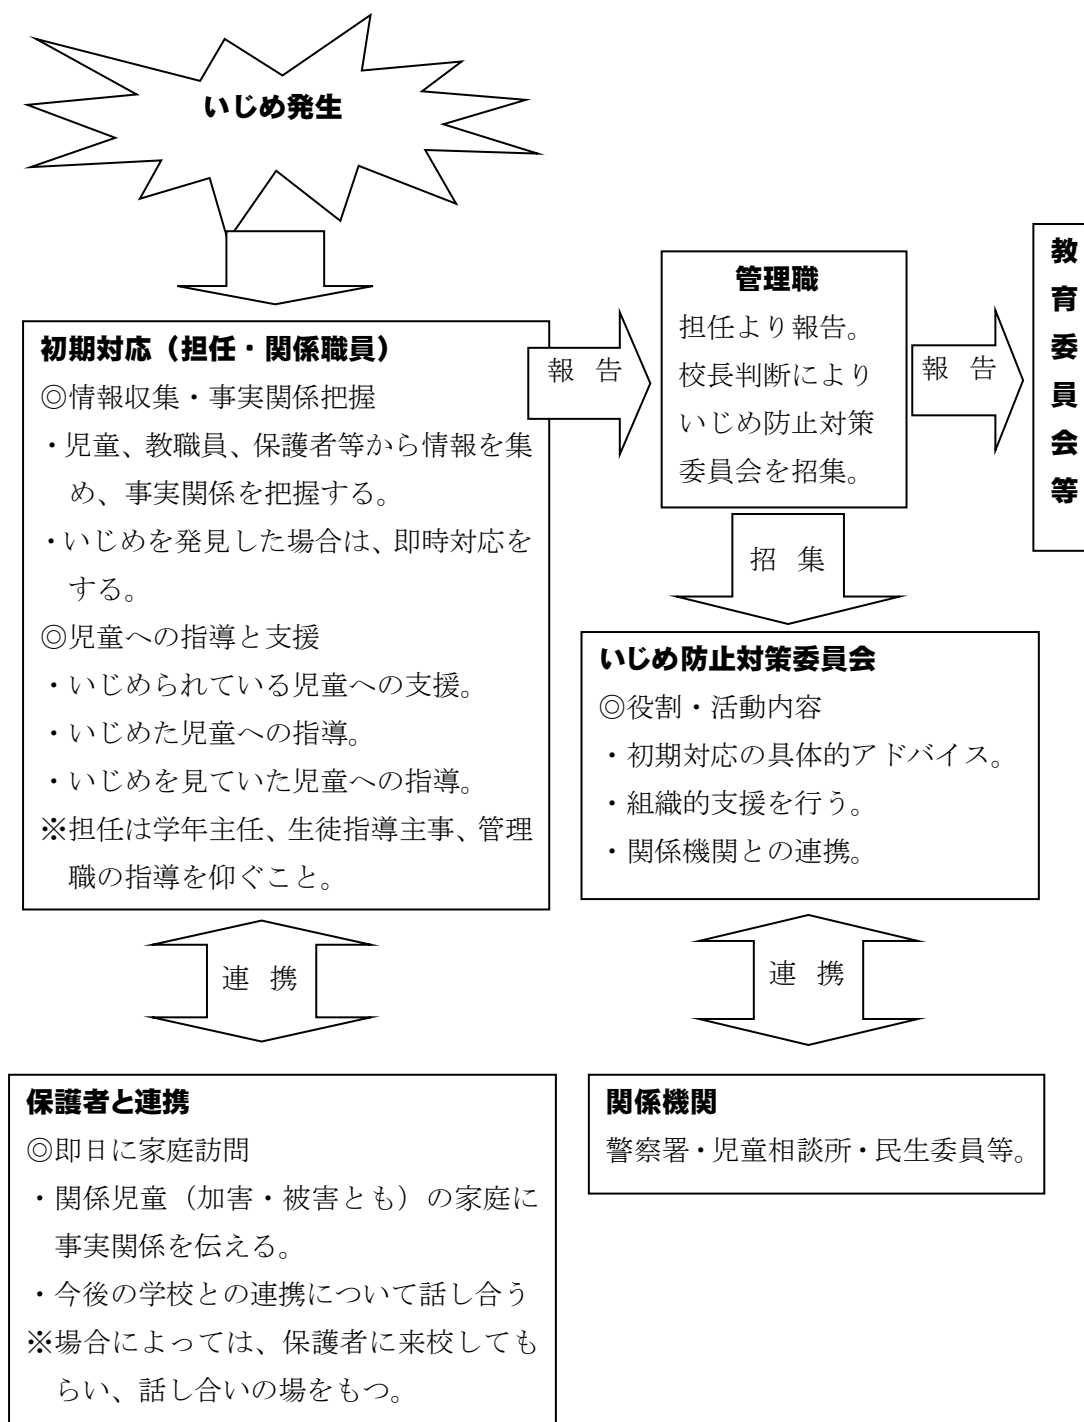 いじめ発生
初期対応（担任・関係職員）
◎情報収集・事実関係把握
・児童、教職員、保護者等から情報を集
め、事実関係を把握する。
・いじめを発見した場合は、即時対応を
する。
◎児童への指導と支援
・いじめられている児童への支援。
・いじめた児童への指導。
・いじめを見ていた児童への指導。
※担任は学年主任、生徒指導主事、管理
職の指導を仰ぐこと。
報 告
管理職
担任より報告。
校長判断により
いじめ防止対策
委員会を招集。
報 告
教育委員会等
招 集
いじめ防止対策委員会
◎役割・活動内容
・初期対応の具体的アドバイス。
・組織的支援を行う。
・関係機関との連携。
連 携
連 携
保護者と連携
◎即日に家庭訪問
・関係児童（加害・被害とも）の家庭に
事実関係を伝える。
・今後の学校との連携について話し合う
※場合によっては、保護者に来校しても
らい、話し合いの場をもつ。
関係機関
警察署・児童相談所・民生委員等。